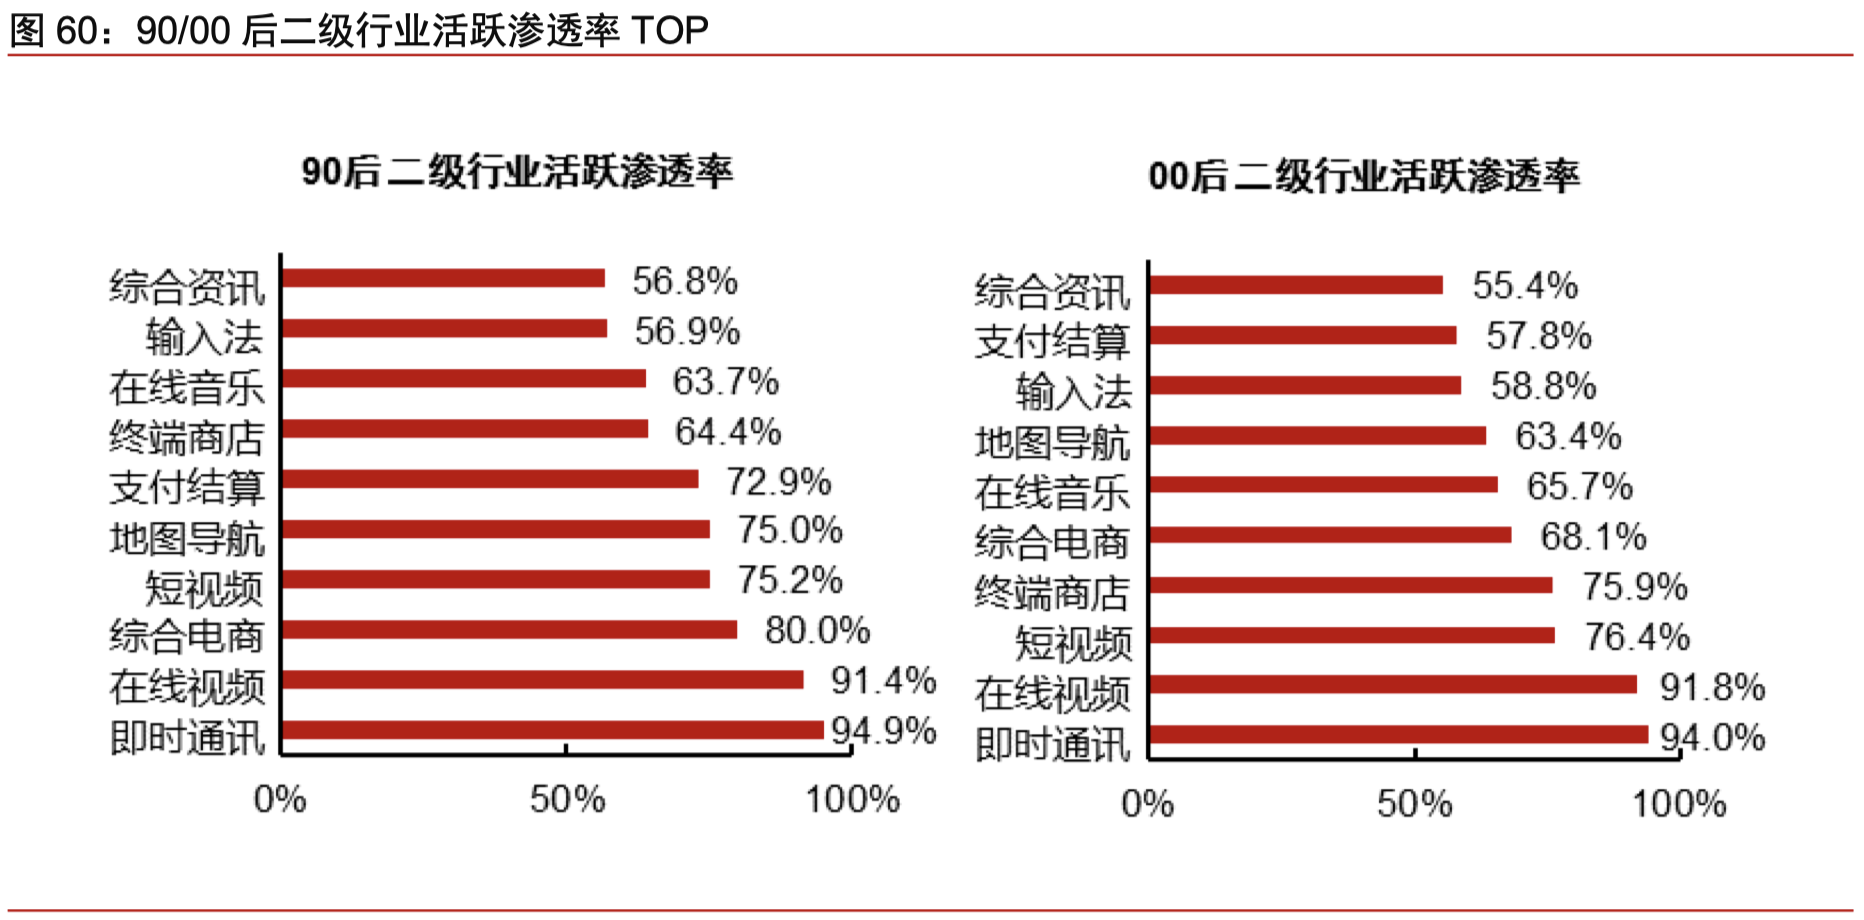 图 60：90/00 后二级行业活跃渗透率 TOP
90后二级行业活跃渗透率
综合资讯 56.8%
输入法 56.9%
在线音乐 63.7%
终端商店 64.4%
支付结算 72.9%
地图导航 75.0%
短视频 75.2%
综合电商 80.0%
在线视频 91.4%
即时通讯 94.9%
0% 50% 100%
00后二级行业活跃渗透率
综合资讯 55.4%
支付结算 57.8%
输入法 58.8%
地图导航 63.4%
在线音乐 65.7%
综合电商 68.1%
终端商店 75.9%
短视频 76.4%
在线视频 91.8%
即时通讯 94.0%
0% 50% 100%